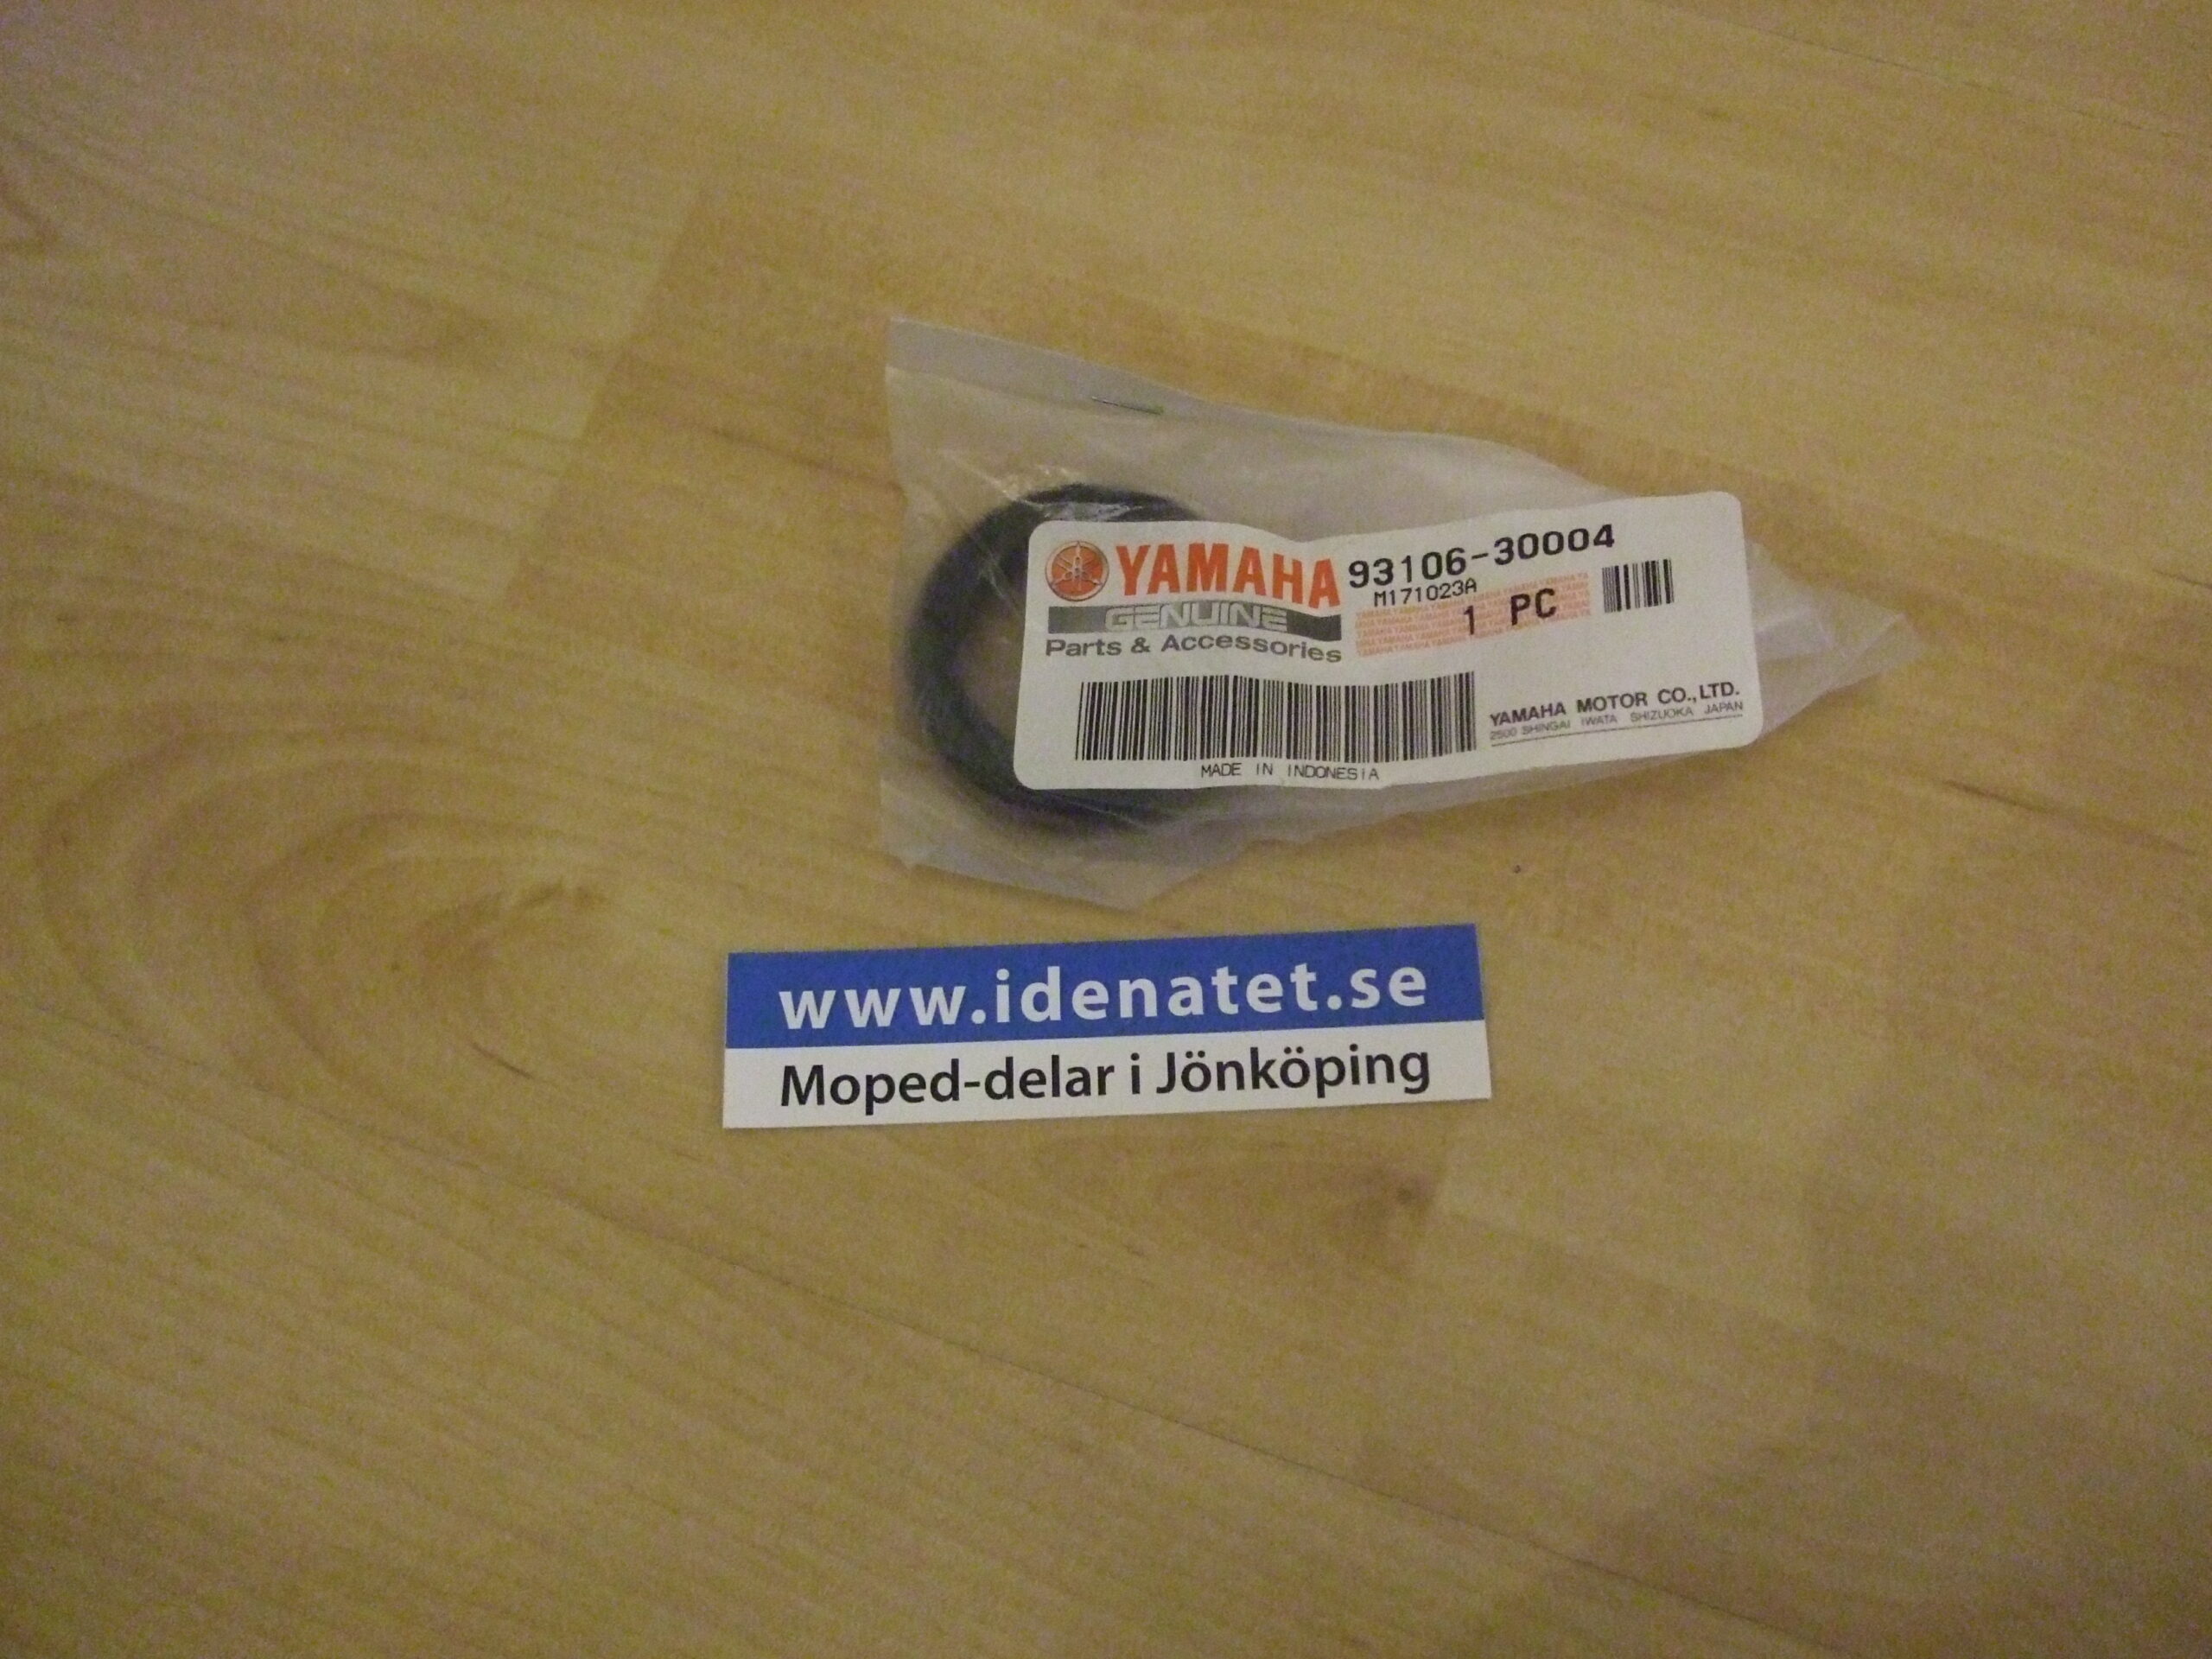 YAMAHA 93106-30004
M171023A
GENUINE 1 PC
Parts & Accessories
YAMAHA MOTOR CO., LTD.
2500 SHINGAI IWATA SHIZUOKA JAPAN
MADE IN INDONESIA
www.idenatet.se
Moped-delar i Jönköping